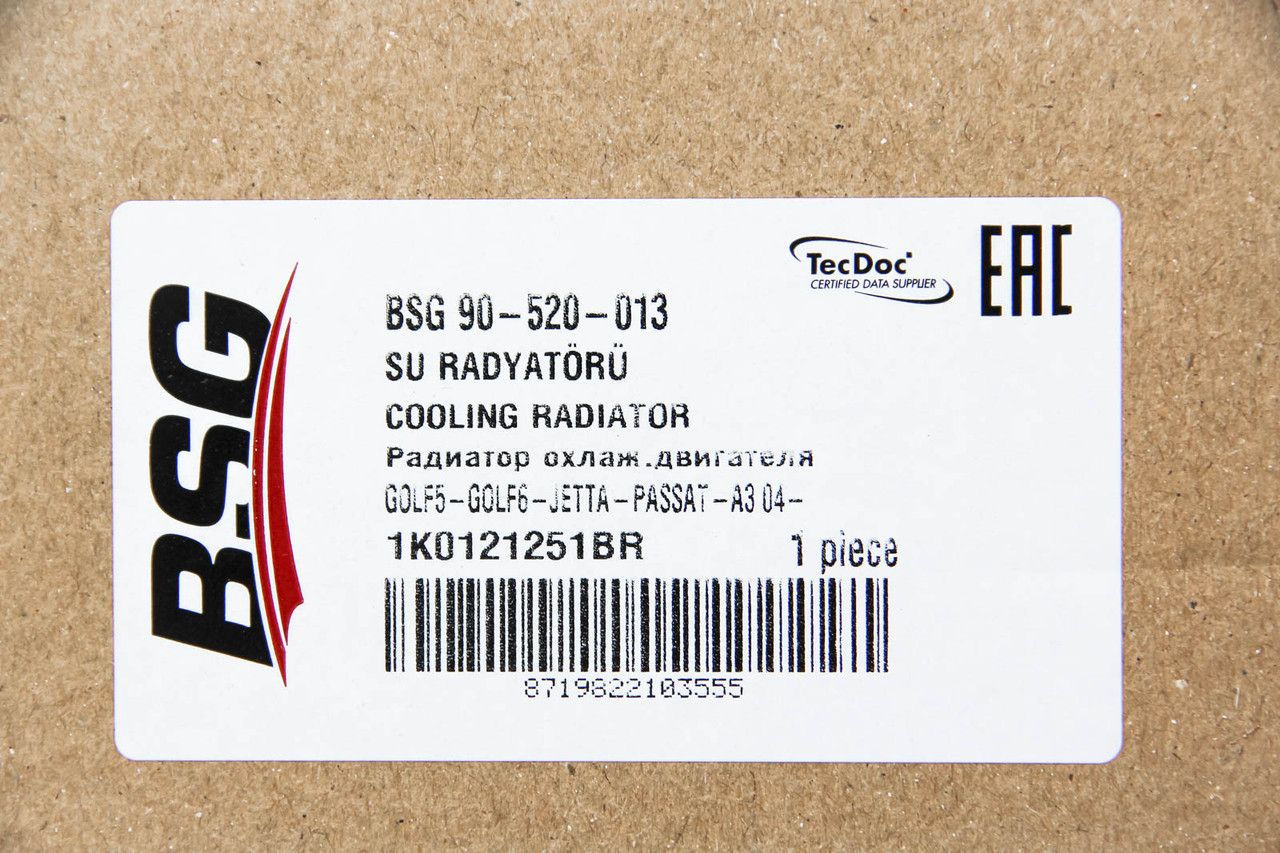 BSG
TecDoc
CERTIFIED DATA SUPPLIER
EAC
BSG 90-520-013
SU RADYATÖRÜ
COOLING RADIATOR
Радиатор охлаж.двигателя
GOLF5-GOLF6-JETTA-PASSAT-A3 04-
1K0121251BR 1 piece
8719822103555